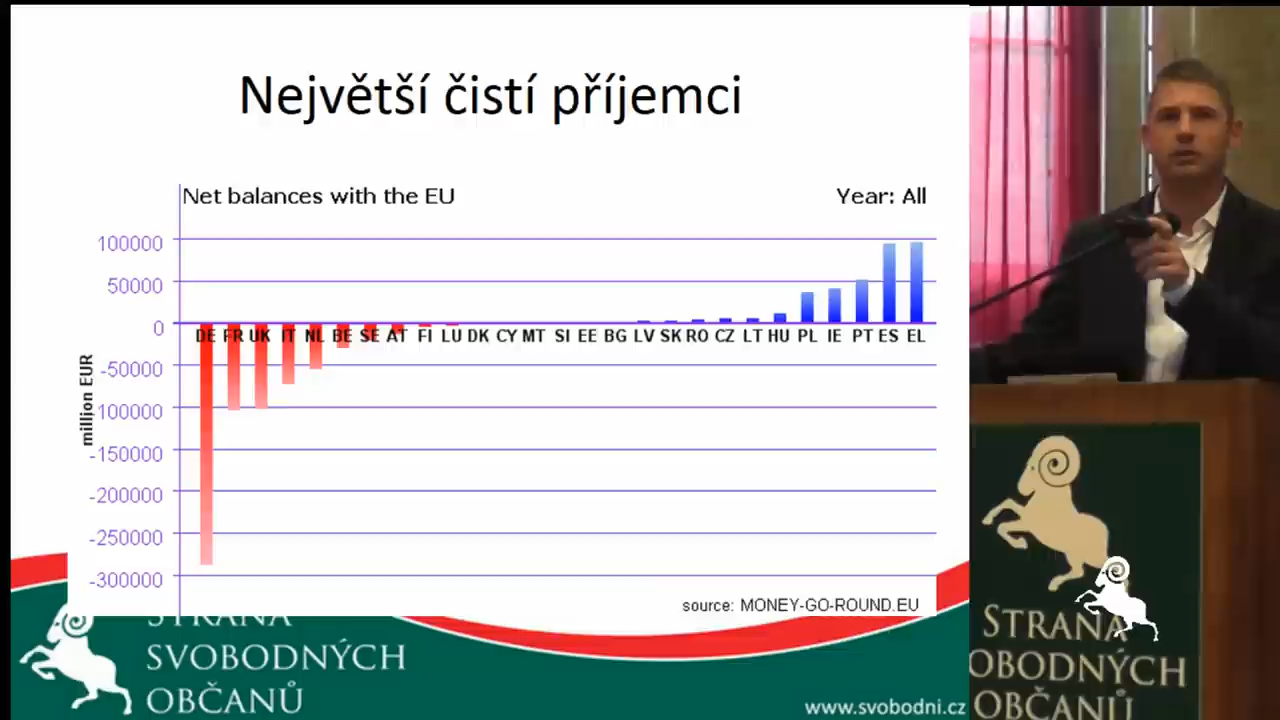 Největší čistí příjemci
Net balances with the EU
Year: All
100000
50000
0
DE FR UK IT NL BE SE AT FI LU DK CY MT SI EE BG LV SK RO CZ LT HU PL IE PT ES EL
-50000
-100000
-150000
-200000
-250000
-300000
million EUR
source: MONEY-GO-ROUND.EU
STRANA
SVOBODNÝCH
OBČANŮ
www.svobodni.cz
STRANA
OBODNÝCH
OBČANŮ